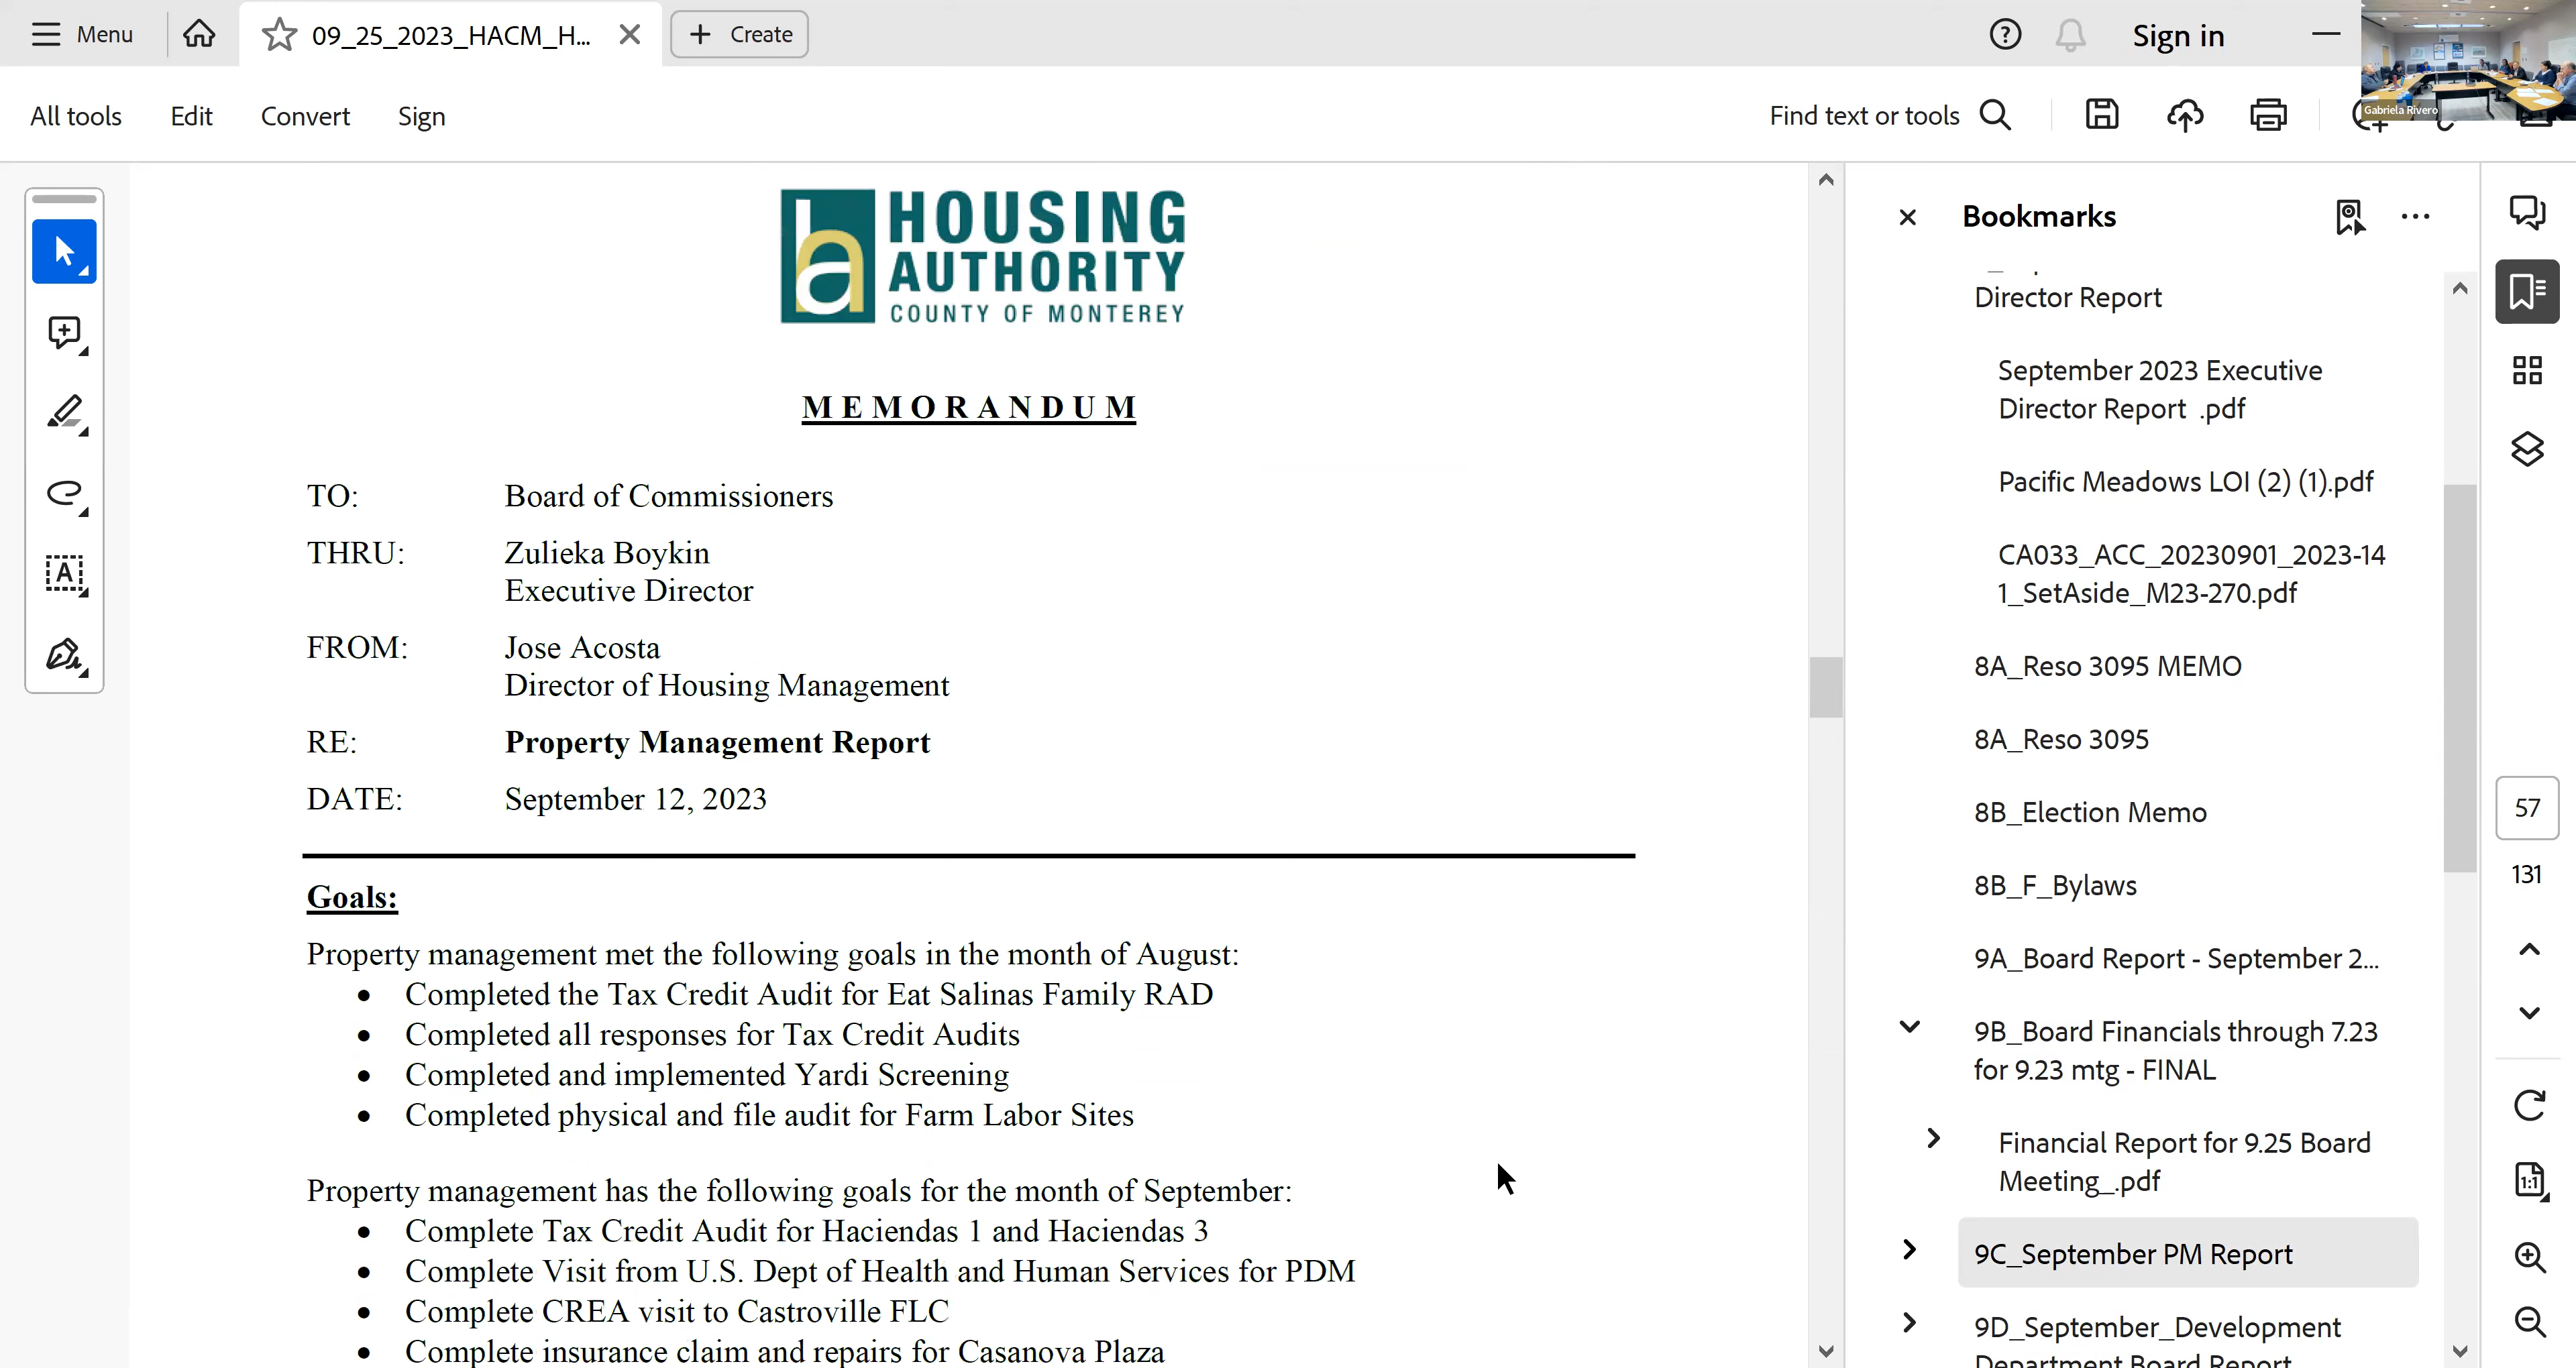 Menu
09_25_2023_HACM_H...
Create
Sign in
Gabriela Rivero
All tools
Edit
Convert
Sign
Find text or tools
HOUSING
AUTHORITY
COUNTY OF MONTEREY
MEMORANDUM
TO: Board of Commissioners
THRU: Zulieka Boykin
Executive Director
FROM: Jose Acosta
Director of Housing Management
RE: Property Management Report
DATE: September 12, 2023
Goals:
Property management met the following goals in the month of August:
• Completed the Tax Credit Audit for Eat Salinas Family RAD
• Completed all responses for Tax Credit Audits
• Completed and implemented Yardi Screening
• Completed physical and file audit for Farm Labor Sites
Property management has the following goals for the month of September:
• Complete Tax Credit Audit for Haciendas 1 and Haciendas 3
• Complete Visit from U.S. Dept of Health and Human Services for PDM
• Complete CREA visit to Castroville FLC
• Complete insurance claim and repairs for Casanova Plaza
Bookmarks
Director Report
September 2023 Executive
Director Report .pdf
Pacific Meadows LOI (2) (1).pdf
CA033_ACC_20230901_2023-14
1_SetAside_M23-270.pdf
8A_Reso 3095 MEMO
8A_Reso 3095
8B_Election Memo
8B_F_Bylaws
9A_Board Report - September 2...
9B_Board Financials through 7.23
for 9.23 mtg - FINAL
Financial Report for 9.25 Board
Meeting_.pdf
9C_September PM Report
9D_September_Development
Department Board Report
57
131
1:1